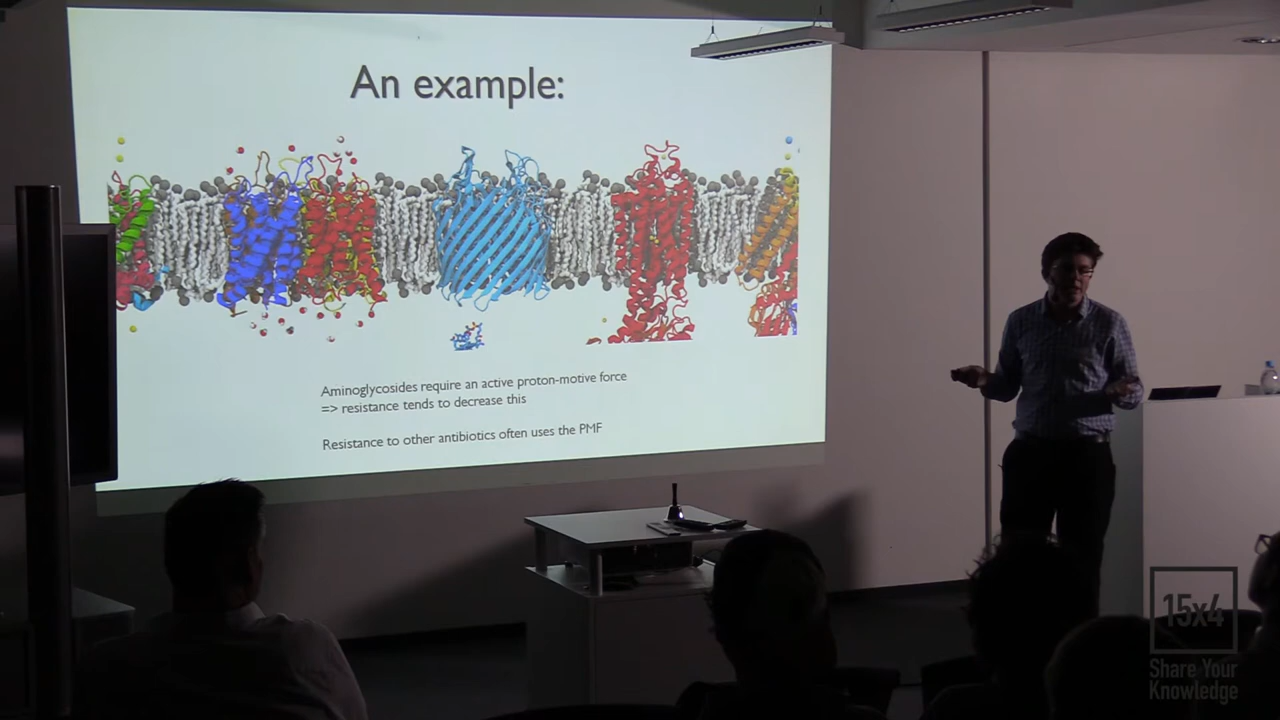 An example:
Aminoglycosides require an active proton-motive force
=> resistance tends to decrease this
Resistance to other antibiotics often uses the PMF
15x4
Share Your
Knowledge